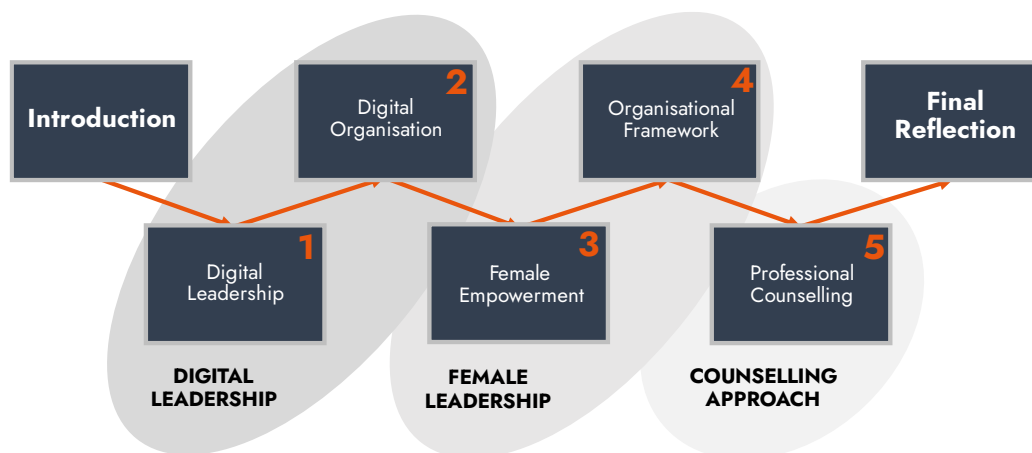 Introduction
1
Digital
Leadership
2
Digital
Organisation
3
Female
Empowerment
4
Organisational
Framework
5
Professional
Counselling
Final
Reflection
DIGITAL
LEADERSHIP
FEMALE
LEADERSHIP
COUNSELLING
APPROACH